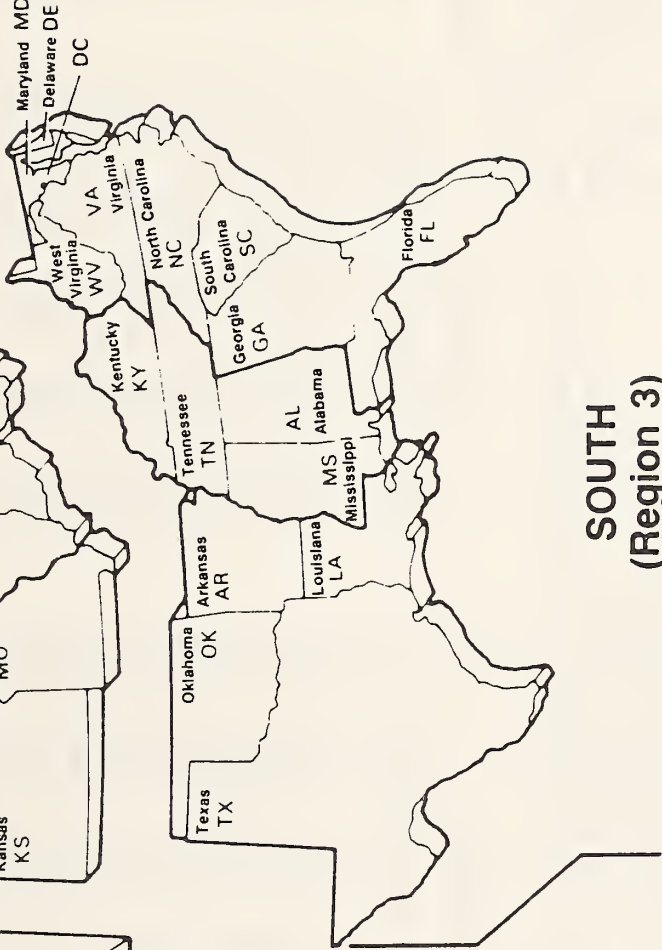 Maryland MD
Delaware DE
DC
West
Virginia
WV
VA
Virginia
Kentucky
KY
North Carolina
NC
Tennessee
TN
South
Carolina
SC
Georgia
GA
AL
Alabama
MS
Mississippi
Florida
FL
Arkansas
AR
Louisiana
LA
Oklahoma
OK
Texas
TX
MO
Kansas
KS
SOUTH
(Region 3)